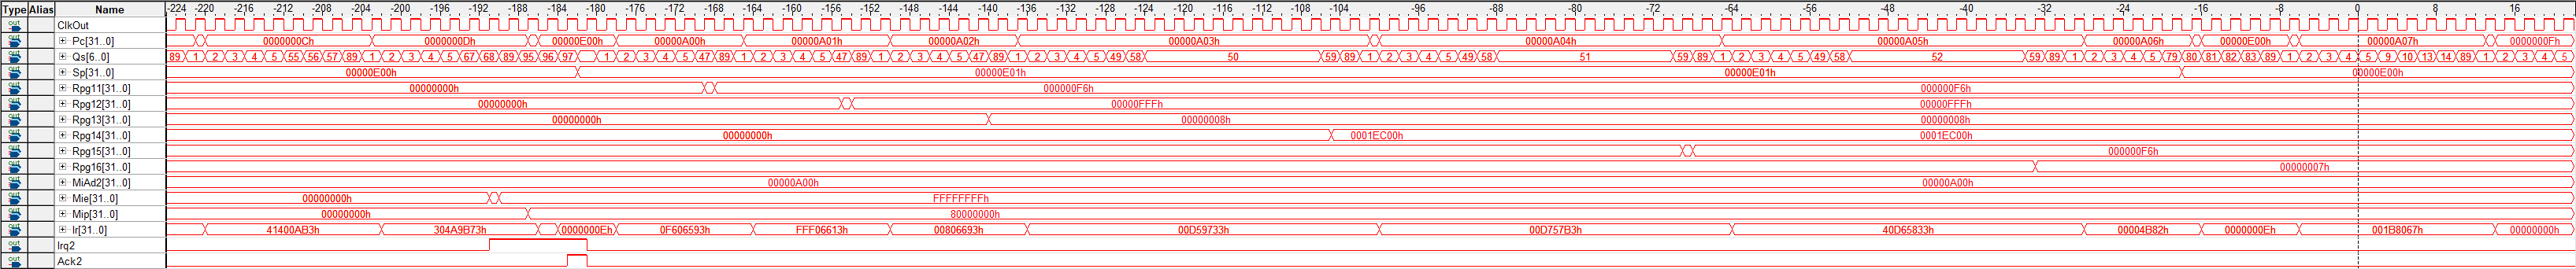 Type Alias Name -224 -220 -216 -212 -208 -204 -200 -196 -192 -188 -184 -180 -176 -172 -168 -164 -160 -156 -152 -148 -144 -140 -136 -132 -128 -124 -120 -116 -112 -108 -104 -96 -88 -80 -72 -64 -56 -48 -40 -32 -24 -16 -8 0 8 16
out ClkOut
out Pc[31..0] 0000000Ch 0000000Dh 00000E00h 00000A00h 00000A01h 00000A02h 00000A03h 00000A04h 00000A05h 00000A06h 00000E00h 00000A07h 0000000Fh
out Qs[6..0] 89 1 2 3 4 5 55 56 57 89 1 2 3 4 5 67 68 89 95 96 97 1 2 3 4 5 47 89 1 2 3 4 5 47 89 1 2 3 4 5 47 89 1 2 3 4 5 49 58 50 59 89 1 2 3 4 5 49 58 51 59 89 1 2 3 4 5 49 58 52 59 89 1 2 3 4 5 79 80 81 82 83 89 1 2 3 4 5 9 10 13 14 89 1 2 3 4 5
out Sp[31..0] 00000E00h 00000E01h 00000E01h 00000E00h
out Rpg11[31..0] 00000000h 000000F6h 000000F6h
out Rpg12[31..0] 00000000h 00000FFFh 00000FFFh
out Rpg13[31..0] 00000000h 00000008h 00000008h
out Rpg14[31..0] 00000000h 0001EC00h 0001EC00h
out Rpg15[31..0] 000000F6h
out Rpg16[31..0] 00000007h
out MiAd2[31..0] 00000A00h 00000A00h
out Mie[31..0] 00000000h FFFFFFFFh
out Mip[31..0] 00000000h 80000000h
out Ir[31..0] 41400AB3h 304A9B73h 0000000Eh 0F606593h FFF06613h 00806693h 00D59733h 00D757B3h 40D65833h 00004B82h 0000000Eh 001B8067h 00000000h
out Irq2
out Ack2